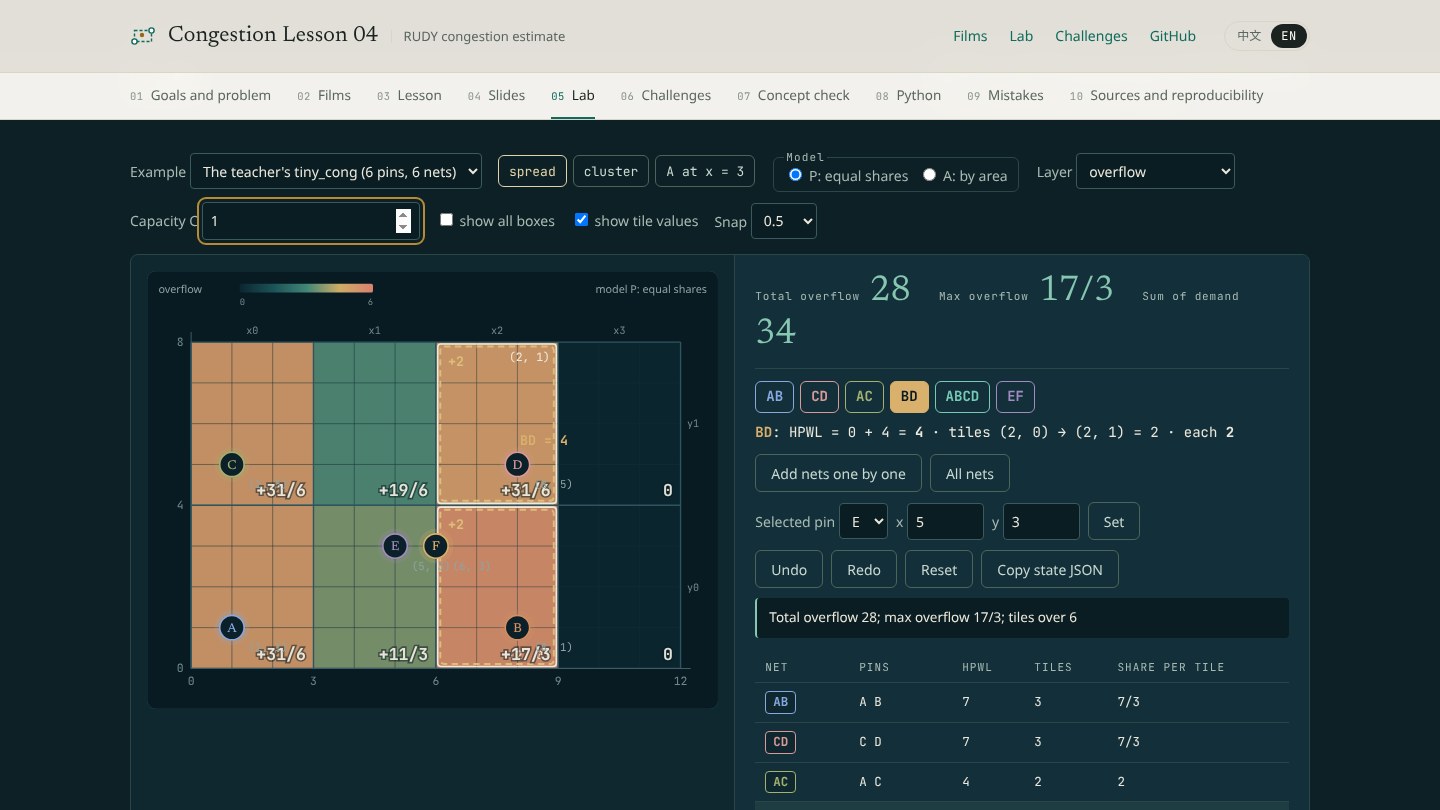 Congestion Lesson 04
RUDY congestion estimate
Films
Lab
Challenges
GitHub
中文
EN
01 Goals and problem
02 Films
03 Lesson
04 Slides
05 Lab
06 Challenges
07 Concept check
08 Python
09 Mistakes
10 Sources and reproducibility
Example
The teacher's tiny_cong (6 pins, 6 nets)
spread
cluster
A at x = 3
Model
P: equal shares
A: by area
Layer
overflow
Capacity C
1
show all boxes
show tile values
Snap
0.5
overflow
0
6
model P: equal shares
x0
x1
x2
x3
8
+2
(2, 1)
y1
BD = 4
C
D
5)
+31/6
+19/6
+31/6
0
4
+2
E
F
y0
A
B
1)
+31/6
+11/3
+17/3
0
0
0
3
6
9
12
Total overflow 28
Max overflow 17/3
Sum of demand
34
AB
CD
AC
BD
ABCD
EF
BD: HPWL = 0 + 4 = 4 · tiles (2, 0) → (2, 1) = 2 · each 2
Add nets one by one
All nets
Selected pin
E
x
5
y
3
Set
Undo
Redo
Reset
Copy state JSON
Total overflow 28; max overflow 17/3; tiles over 6
NET PINS HPWL TILES SHARE PER TILE
AB A B 7 3 7/3
CD C D 7 3 7/3
AC A C 4 2 2